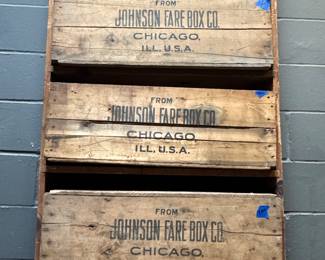 FROM
JOHNSON FARE BOX CO.
CHICAGO,
ILL. U.S.A.
FROM
JOHNSON FARE BOX CO.
CHICAGO,
ILL. U.S.A.
FROM
JOHNSON FARE BOX CO.
CHICAGO,